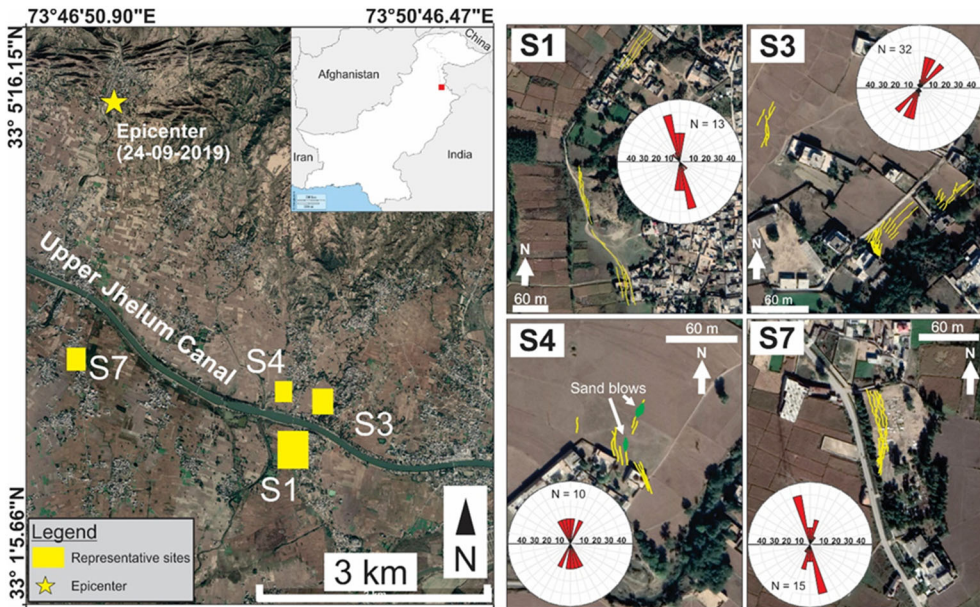 73°46'50.90"E
73°50'46.47"E
33° 5'16.15"N
33° 1'5.66"N
Epicenter
(24-09-2019)
Afghanistan
China
Iran
India
Upper Jhelum Canal
S7
S4
S3
S1
Legend
Representative sites
Epicenter
N
3 km
S1
N = 13
40 30 20 10 10 20 30 40
N
60 m
S3
N = 32
40 30 20 10 10 20 30 40
N
60 m
S4
60 m
N
Sand blows
N = 10
40 30 20 10 10 20 30 40
S7
60 m
N
40 30 20 10 10 20 30 40
N = 15